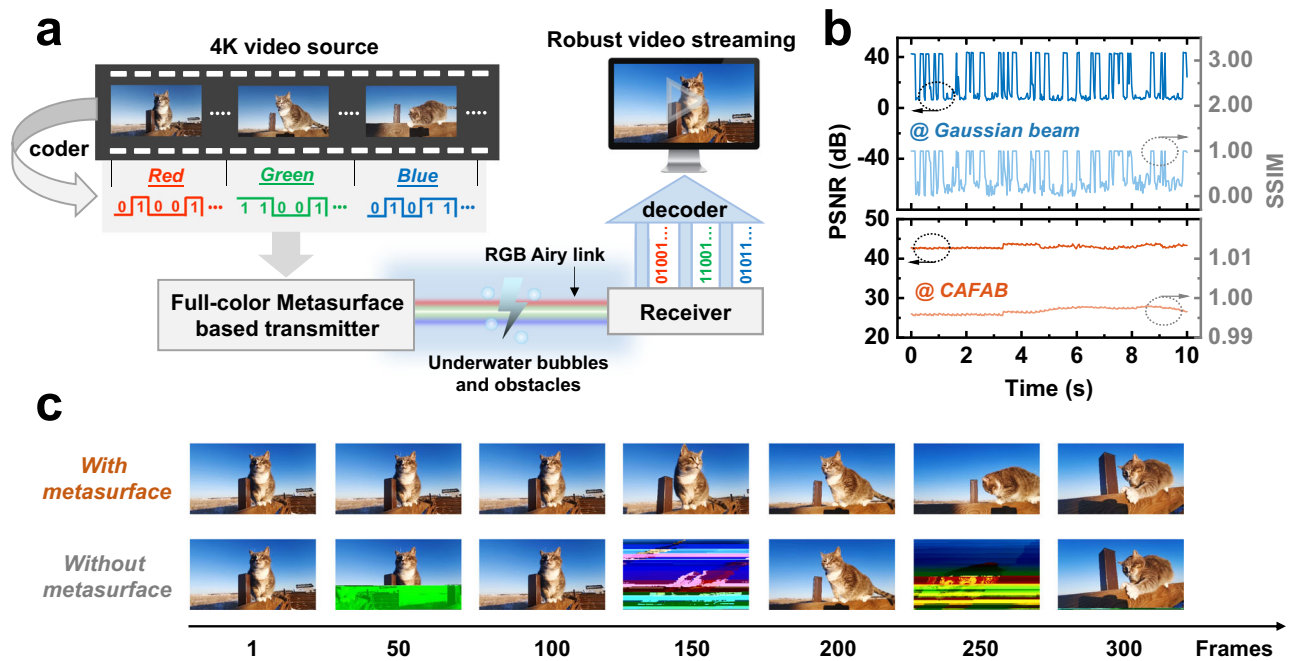 a
4K video source
Robust video streaming
coder
Red
Green
Blue
0 1 0 0 1 ···
1 1 0 0 1 ···
0 1 0 1 1 ···
decoder
01001 ...
11001 ...
01011 ...
RGB Airy link
Full-color Metasurface
based transmitter
Receiver
Underwater bubbles
and obstacles
b
PSNR (dB)
40
0
-40
@ Gaussian beam
3.00
2.00
1.00
0.00
SSIM
50
45
40
35
30
25
20
@ CAFAB
1.01
1.00
0.99
0
2
4
6
8
10
Time (s)
c
With
metasurface
Without
metasurface
1
50
100
150
200
250
300
Frames